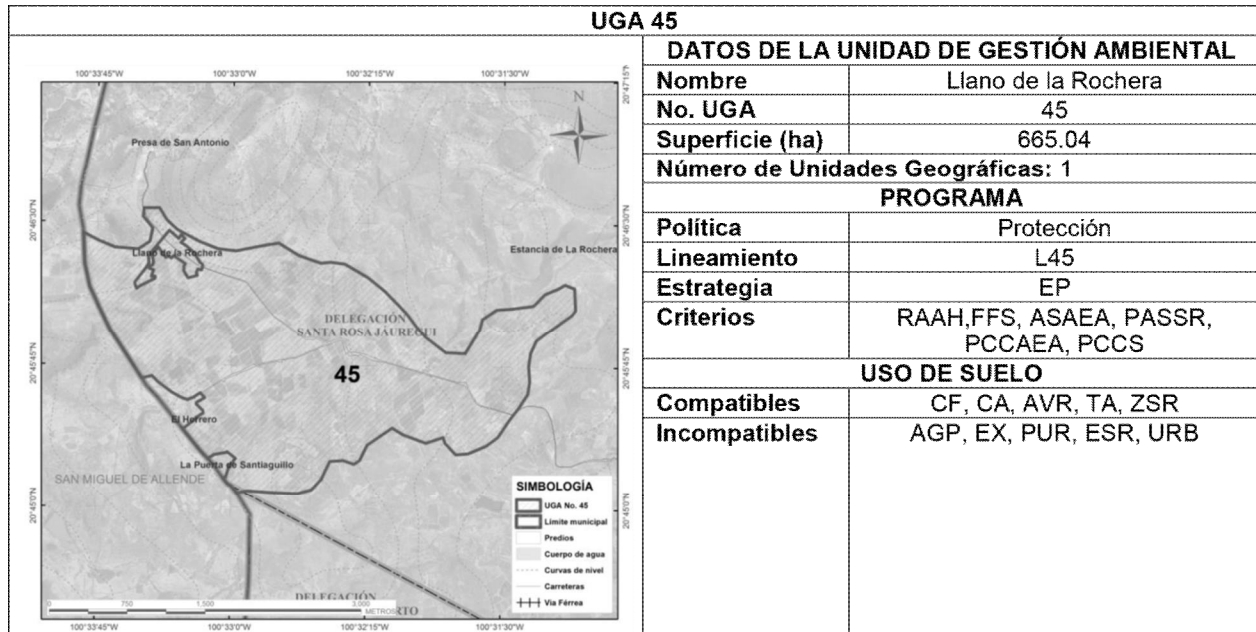 UGA 45
100°33'45"W 100°33'0"W 100°32'15"W 100°31'30"W
20°47'15"N
N
Presa de San Antonio
20°46'30"N 20°46'30"N
Llano de la Rochera
Estancia de La Rochera
DELEGACIÓN
SANTA ROSA JÁUREGUI
20°45'45"N 20°45'45"N
45
El Herrero
La Puerta de Santiaguillo
SAN MIGUEL DE ALLENDE
20°45'0"N 20°45'0"N
SIMBOLOGÍA
UGA No. 45
Limite municipal
Predios
Cuerpo de agua
Curvas de nivel
Carreteras
Via Férrea
DELEGACIÓN
0 750 1,500 3,000
METROS
100°33'45"W 100°33'0"W 100°32'15"W 100°31'30"W
DATOS DE LA UNIDAD DE GESTIÓN AMBIENTAL
Nombre Llano de la Rochera
No. UGA 45
Superficie (ha) 665.04
Número de Unidades Geográficas: 1
PROGRAMA
Política Protección
Lineamiento L45
Estrategia EP
Criterios RAAH,FFS, ASAEA, PASSR,
PCCAEA, PCCS
USO DE SUELO
Compatibles CF, CA, AVR, TA, ZSR
Incompatibles AGP, EX, PUR, ESR, URB